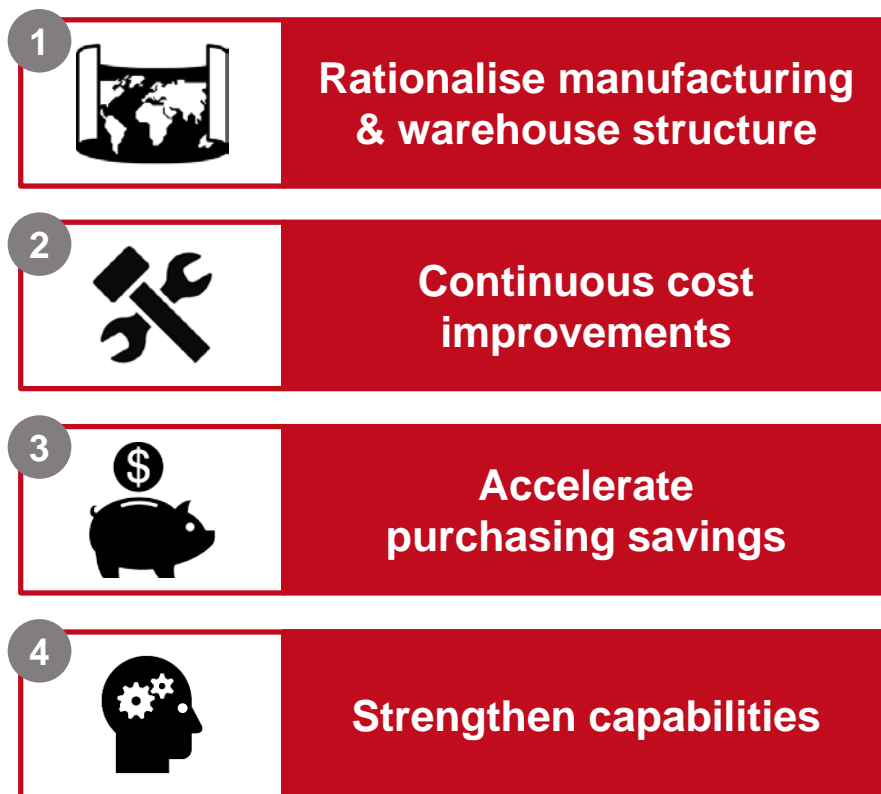 1
Rationalise manufacturing
& warehouse structure
2
Continuous cost
improvements
3
$
Accelerate
purchasing savings
4
Strengthen capabilities